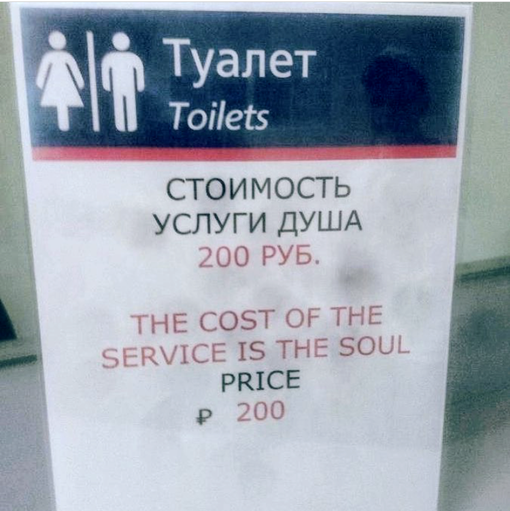 Туалет
Toilets
СТОИМОСТЬ
УСЛУГИ ДУША
200 РУБ.
THE COST OF THE
SERVICE IS THE SOUL
PRICE
₽ 200